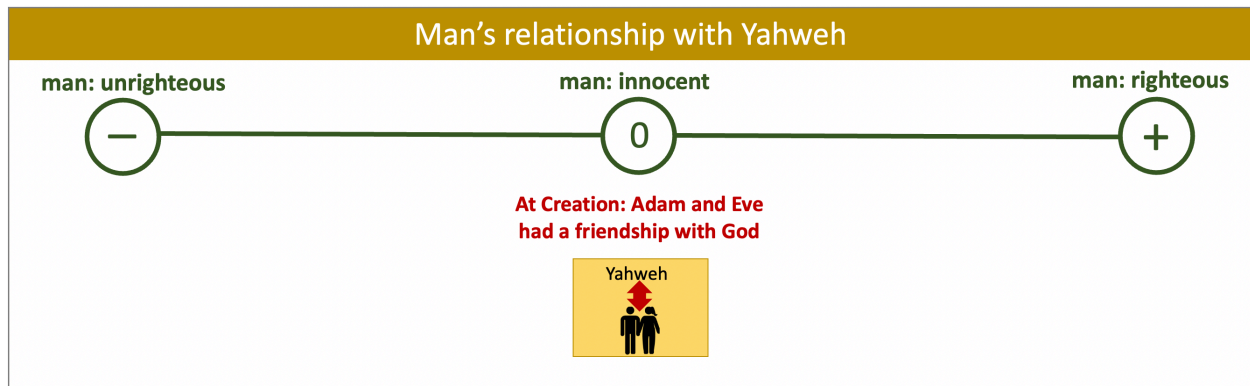 Man's relationship with Yahweh
man: unrighteous
man: innocent
man: righteous
−
0
+
At Creation: Adam and Eve
had a friendship with God
Yahweh